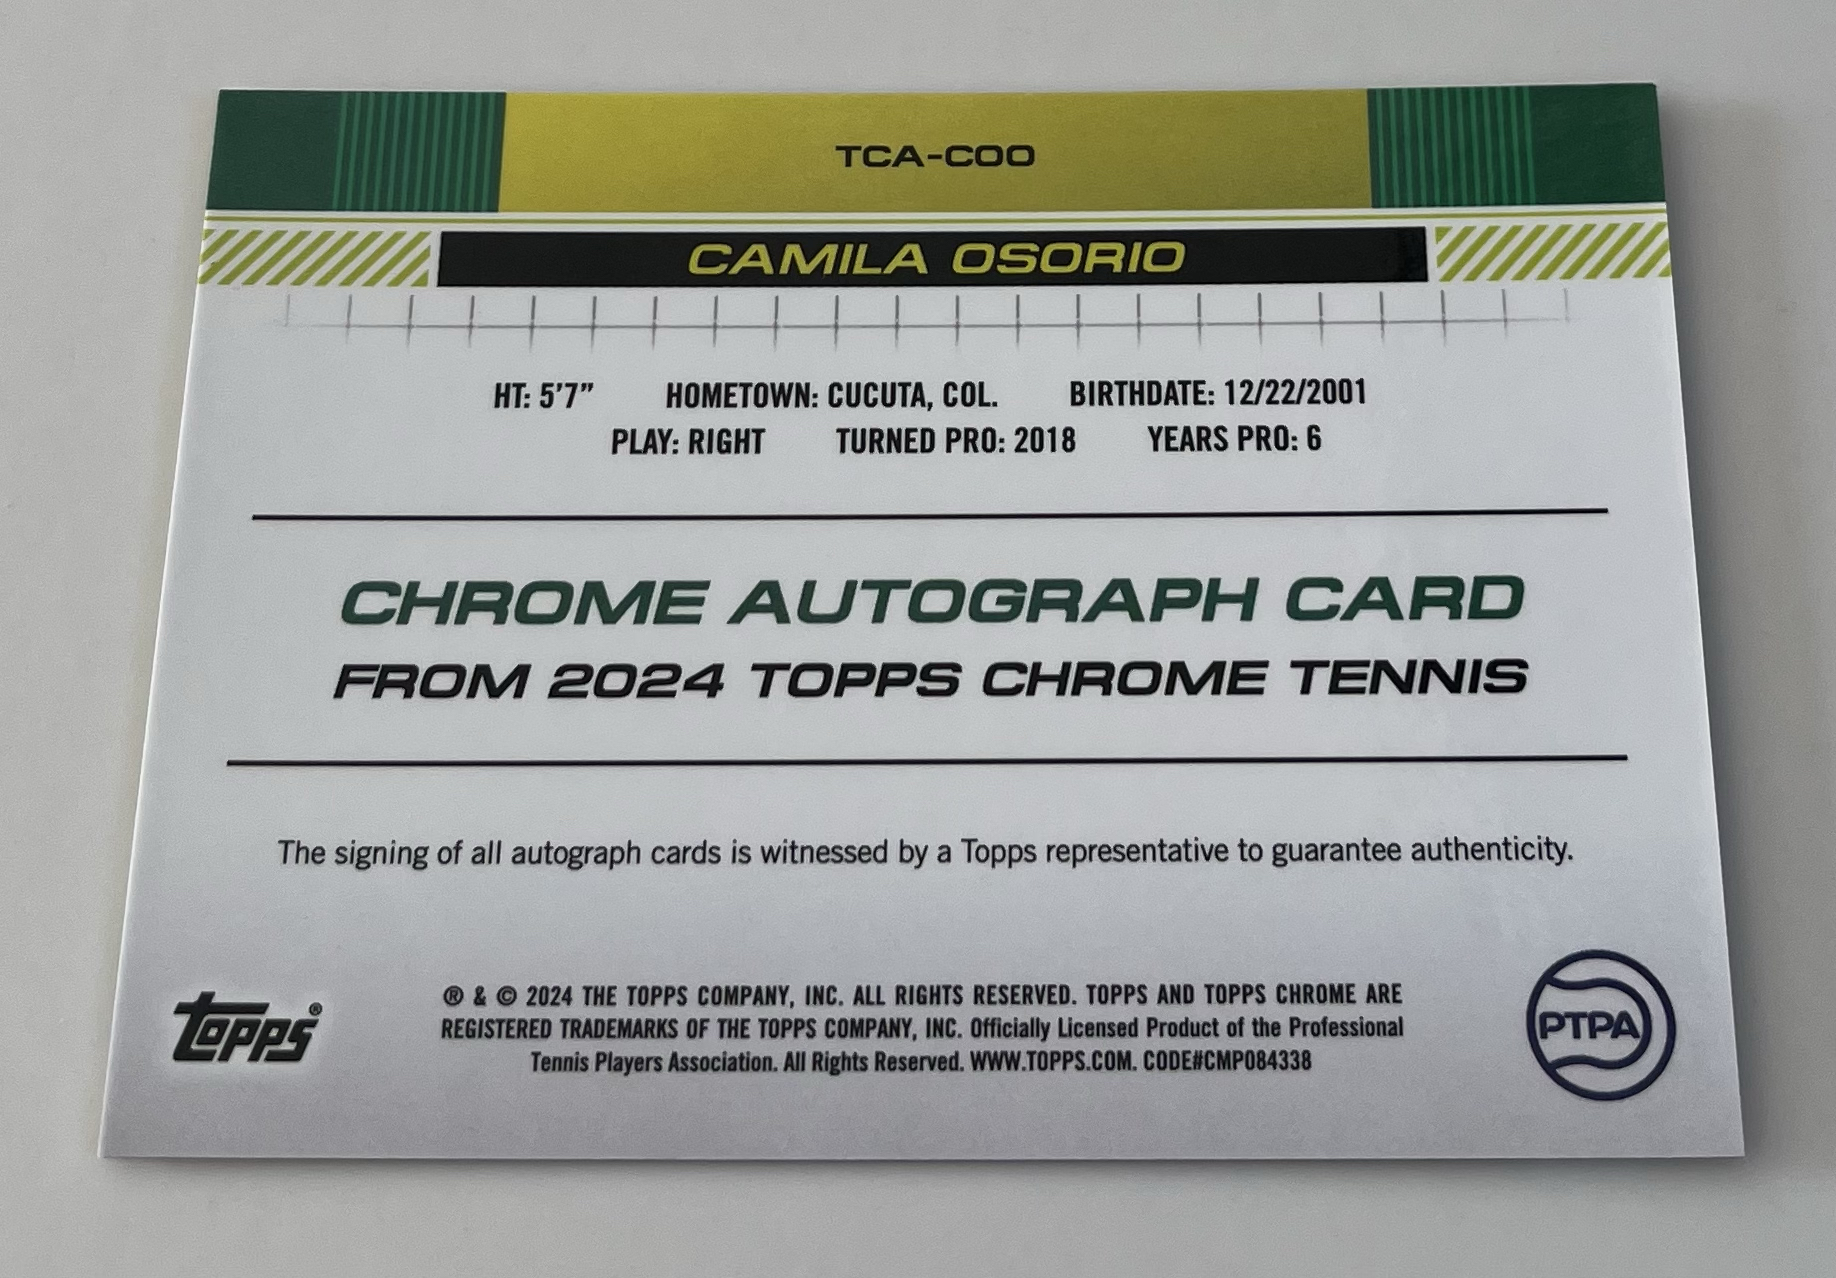 TCA-COO
CAMILA OSORIO
HT: 5'7" HOMETOWN: CUCUTA, COL. BIRTHDATE: 12/22/2001
PLAY: RIGHT TURNED PRO: 2018 YEARS PRO: 6
CHROME AUTOGRAPH CARD
FROM 2024 TOPPS CHROME TENNIS
The signing of all autograph cards is witnessed by a Topps representative to guarantee authenticity.
topps®
® & © 2024 THE TOPPS COMPANY, INC. ALL RIGHTS RESERVED. TOPPS AND TOPPS CHROME ARE
REGISTERED TRADEMARKS OF THE TOPPS COMPANY, INC. Officially Licensed Product of the Professional
Tennis Players Association. All Rights Reserved. WWW.TOPPS.COM. CODE#CMP084338
PTPA